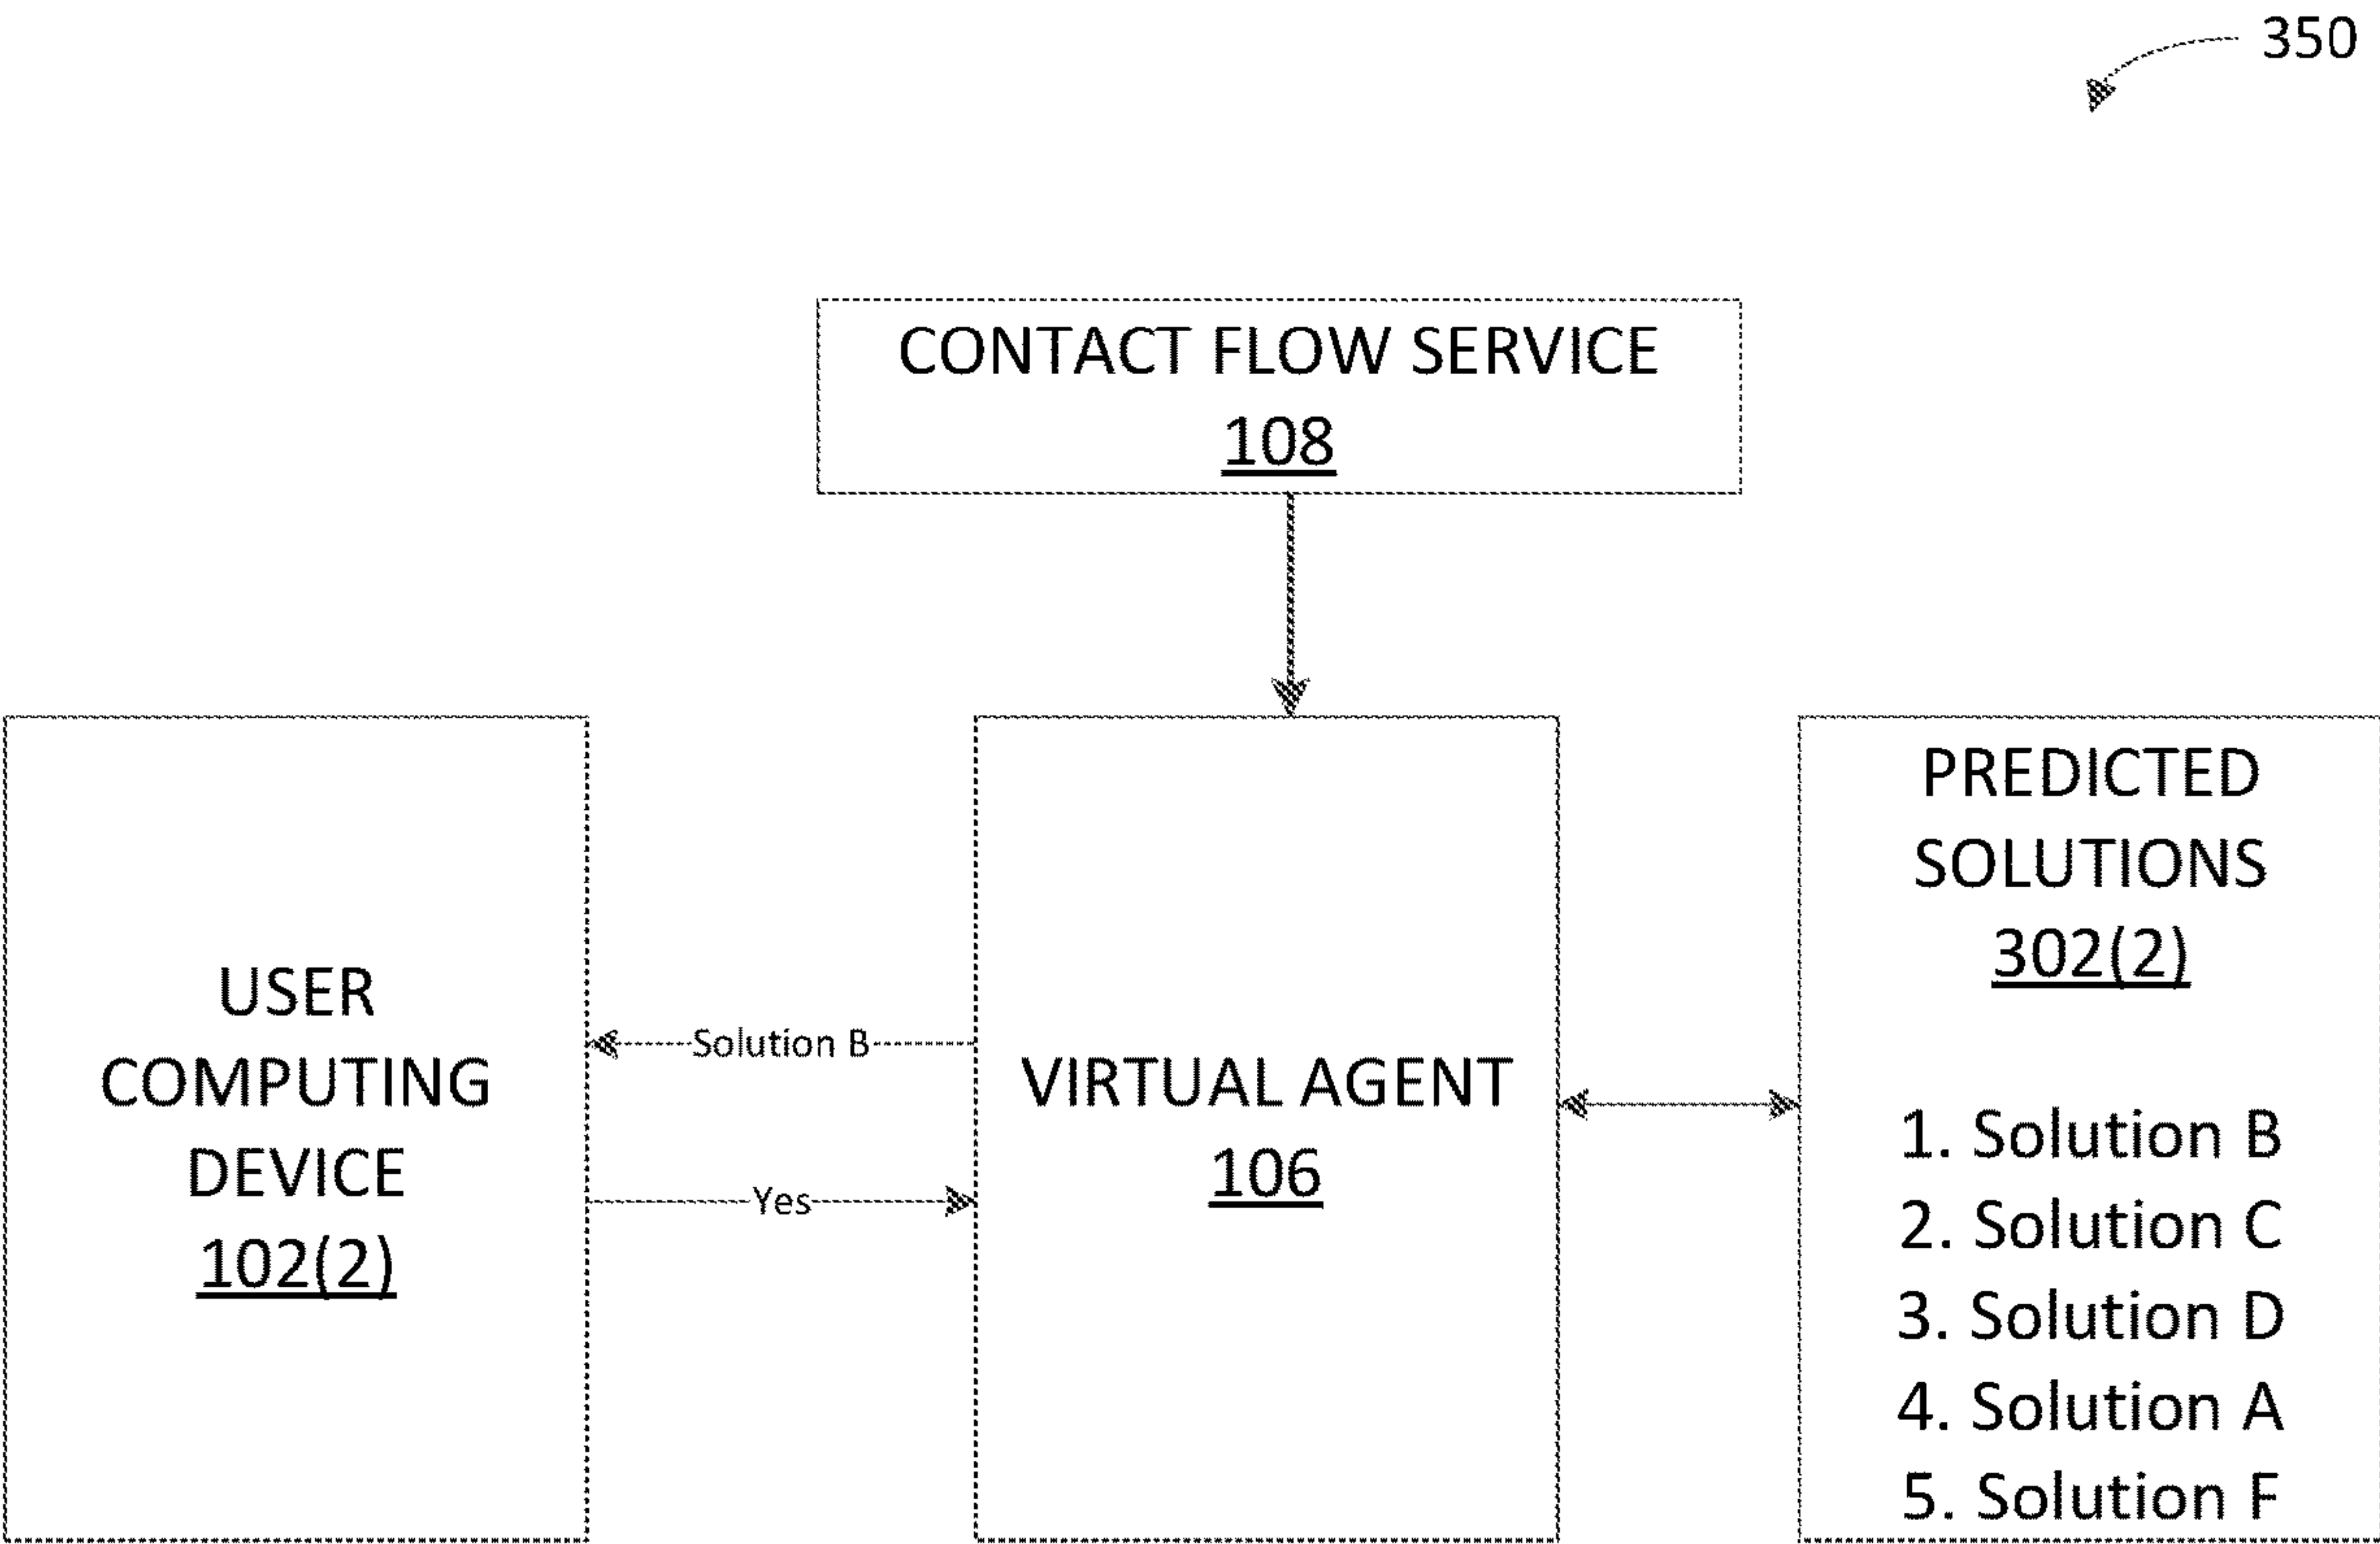 350
CONTACT FLOW SERVICE
108
USER
COMPUTING
DEVICE
102(2)
Solution B
Yes
VIRTUAL AGENT
106
PREDICTED
SOLUTIONS
302(2)
1. Solution B
2. Solution C
3. Solution D
4. Solution A
5. Solution F